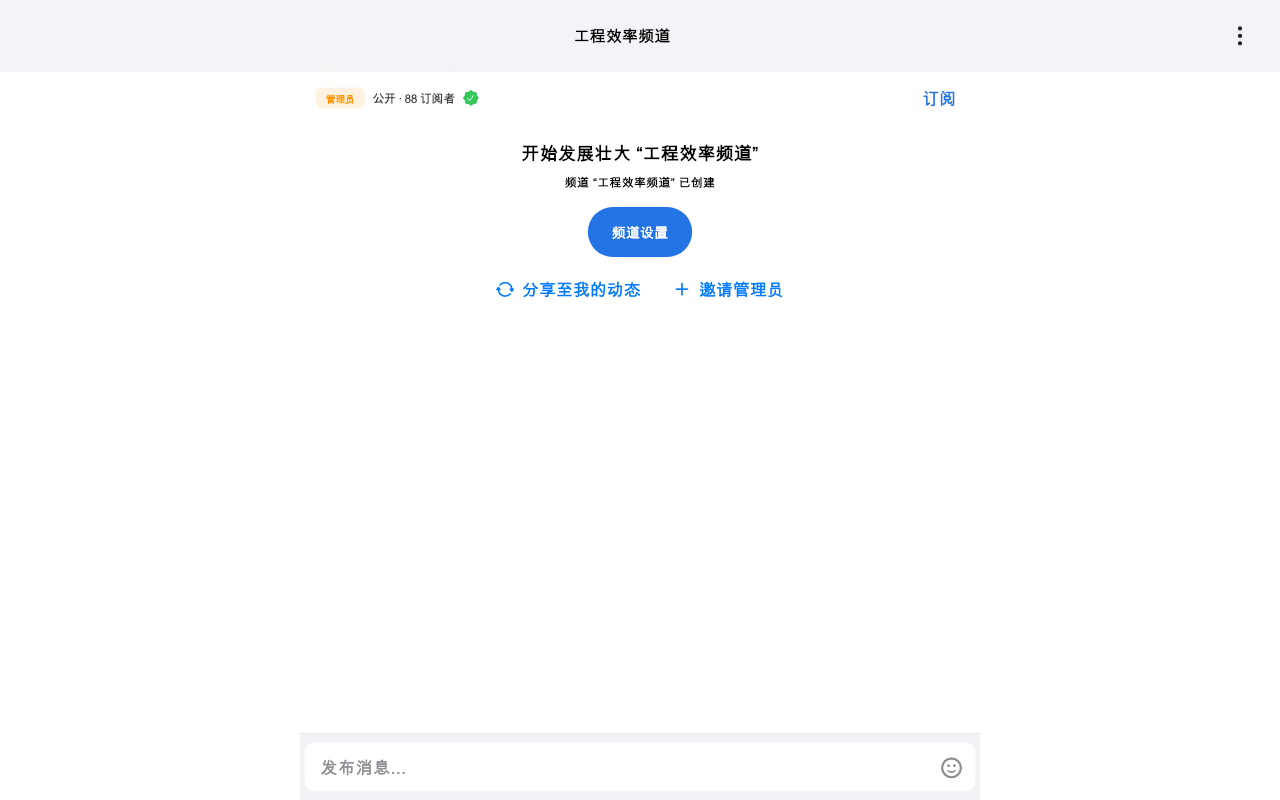 工程效率频道
管理员 公开 · 88 订阅者 订阅
开始发展壮大 “工程效率频道”
频道 “工程效率频道” 已创建
频道设置
分享至我的动态 邀请管理员
发布消息...